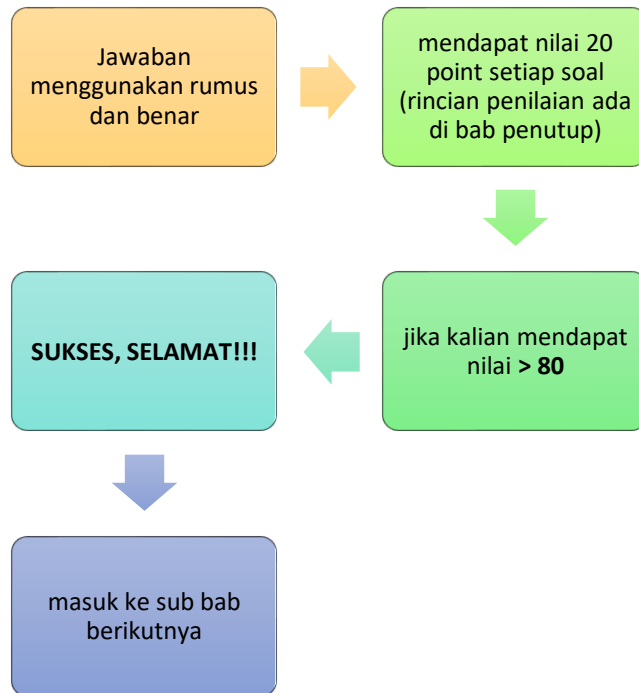 Jawaban
menggunakan rumus
dan benar
mendapat nilai 20
point setiap soal
(rincian penilaian ada
di bab penutup)
jika kalian mendapat
nilai > 80
SUKSES, SELAMAT!!!
masuk ke sub bab
berikutnya